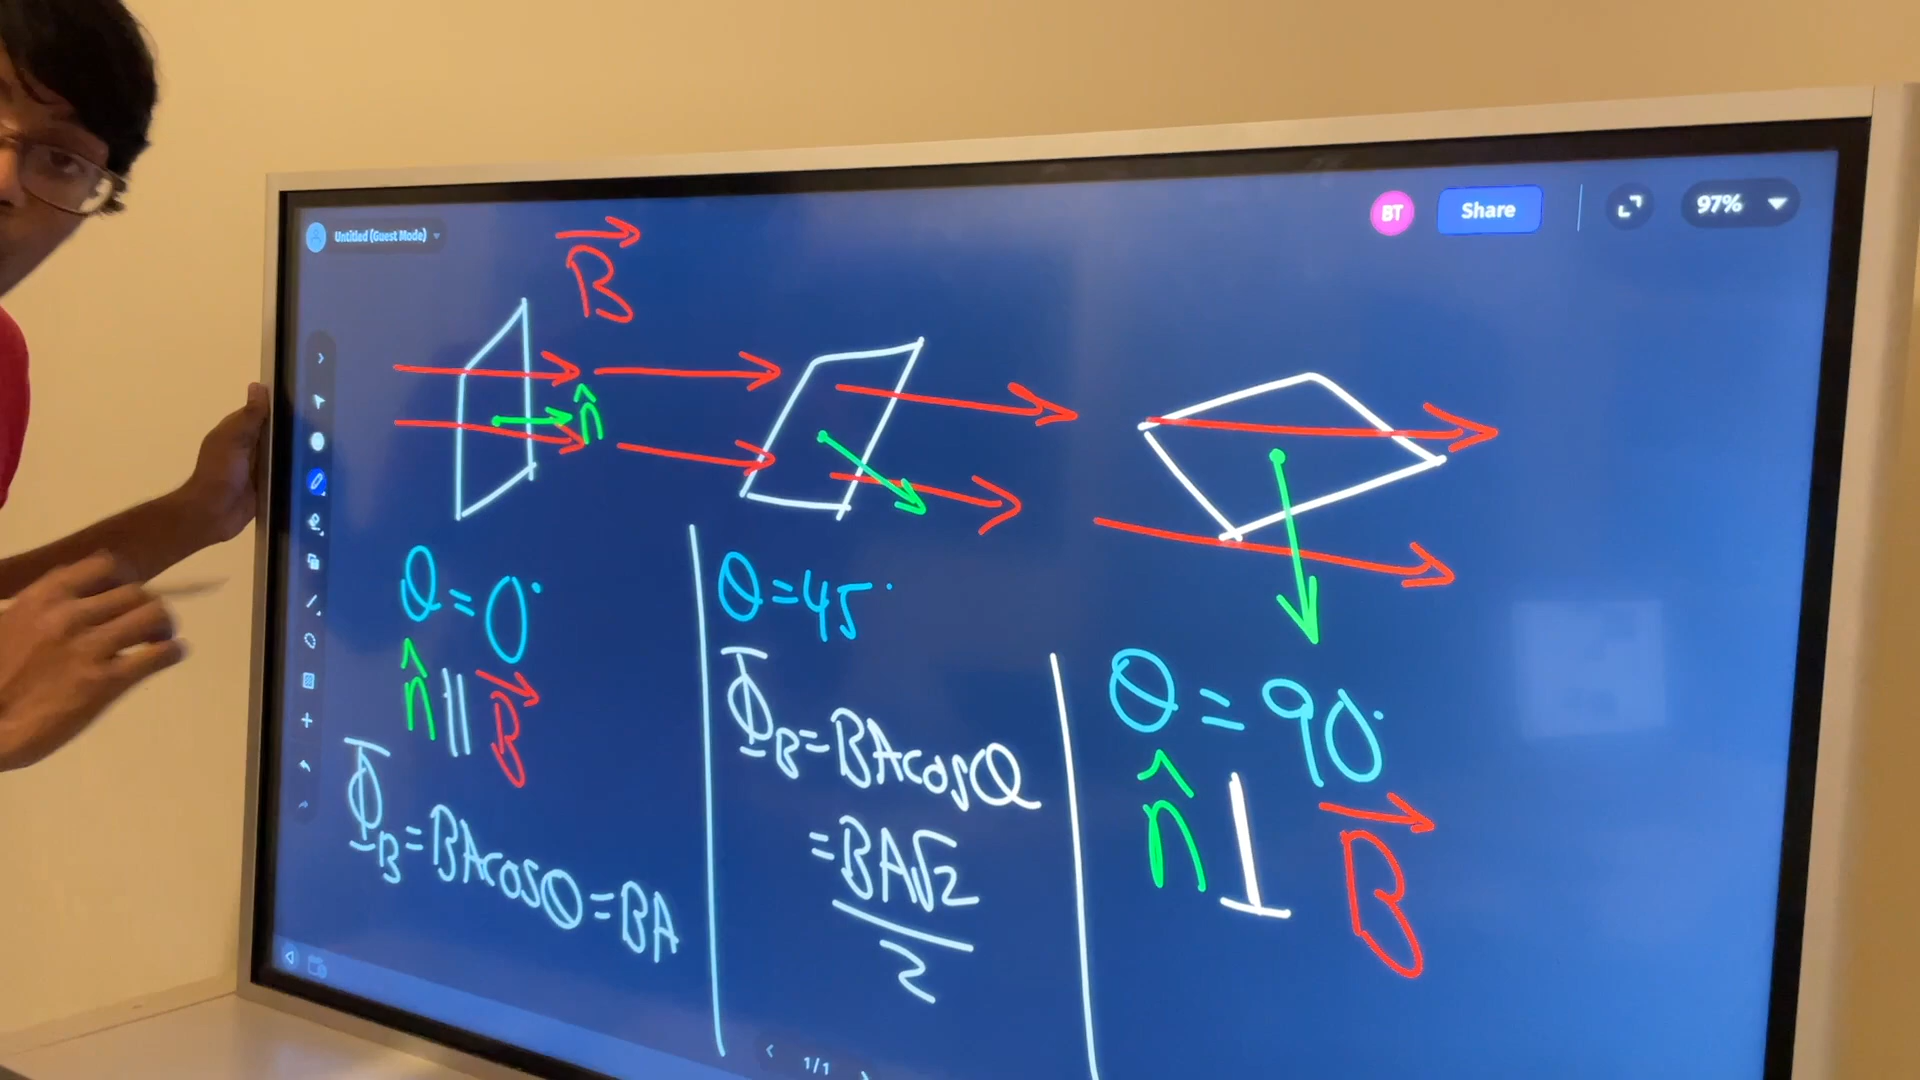 Untitled (Guest Mode)
BT
Share
97%
B⃗
n̂
θ = 0°
n̂ || B⃗
Φ_B = BAcosθ = BA
θ = 45°
Φ_B = BAcosθ
= BA√2
2
θ = 90°
n̂ ⊥ B⃗
1/1